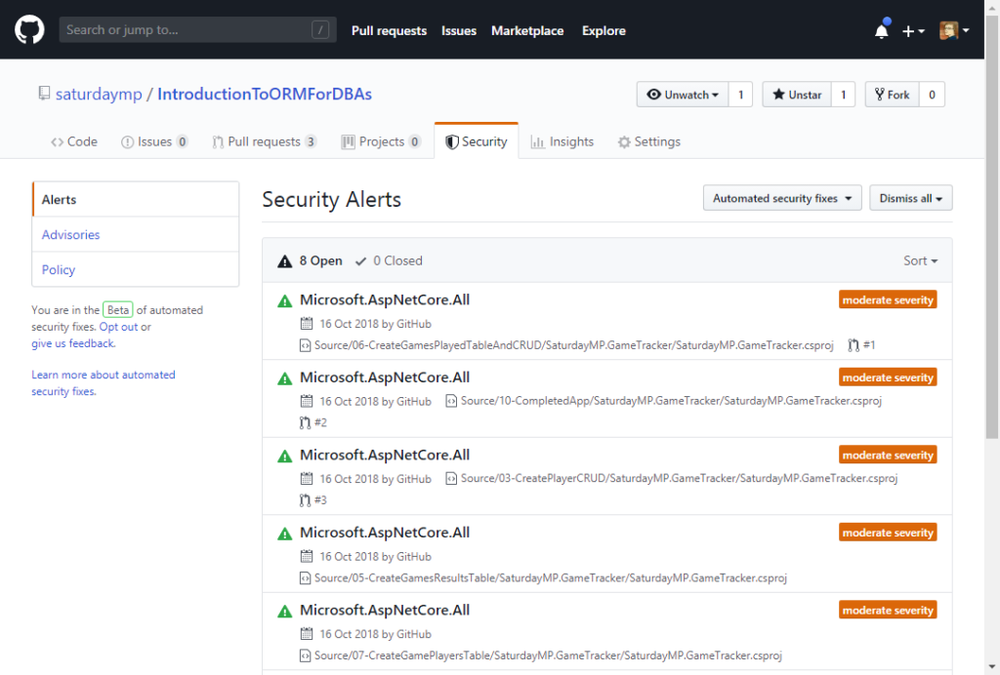 Search or jump to... /
Pull requests Issues Marketplace Explore
saturdaymp / IntroductionToORMForDBAs
Unwatch 1 Unstar 1 Fork 0
Code Issues 0 Pull requests 3 Projects 0 Security Insights Settings
Alerts
Advisories
Policy
You are in the Beta of automated
security fixes. Opt out or
give us feedback.
Learn more about automated
security fixes.
Security Alerts
Automated security fixes Dismiss all
8 Open 0 Closed Sort
Microsoft.AspNetCore.All moderate severity
16 Oct 2018 by GitHub
Source/06-CreateGamesPlayedTableAndCRUD/SaturdayMP.GameTracker/SaturdayMP.GameTracker.csproj #1
Microsoft.AspNetCore.All moderate severity
16 Oct 2018 by GitHub Source/10-CompletedApp/SaturdayMP.GameTracker/SaturdayMP.GameTracker.csproj
#2
Microsoft.AspNetCore.All moderate severity
16 Oct 2018 by GitHub Source/03-CreatePlayerCRUD/SaturdayMP.GameTracker/SaturdayMP.GameTracker.csproj
#3
Microsoft.AspNetCore.All moderate severity
16 Oct 2018 by GitHub
Source/05-CreateGamesResultsTable/SaturdayMP.GameTracker/SaturdayMP.GameTracker.csproj
Microsoft.AspNetCore.All moderate severity
16 Oct 2018 by GitHub
Source/07-CreateGamePlayersTable/SaturdayMP.GameTracker/SaturdayMP.GameTracker.csproj